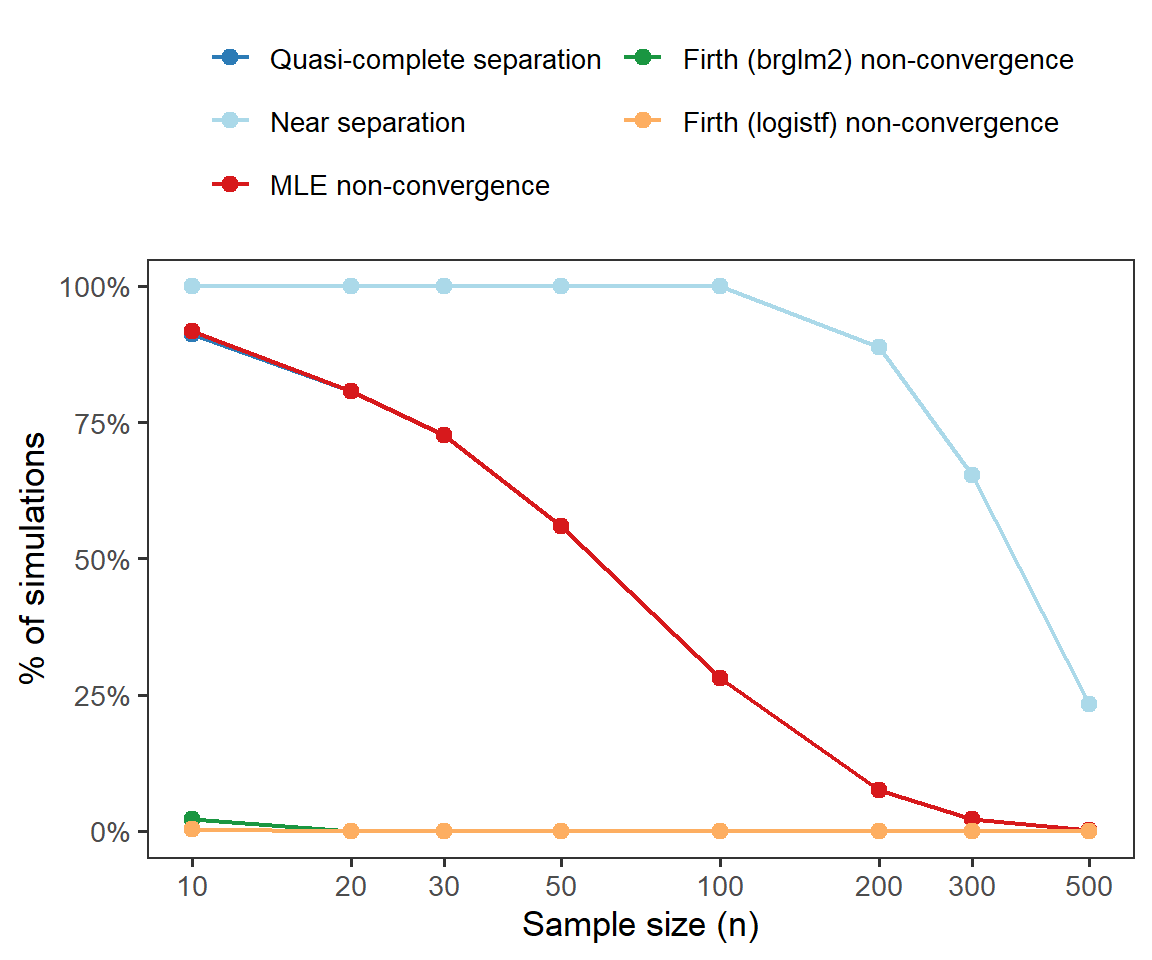 Quasi-complete separation
Firth (brglm2) non-convergence
Near separation
Firth (logistf) non-convergence
MLE non-convergence
100%
75%
50%
25%
0%
% of simulations
10 20 30 50 100 200 300 500
Sample size (n)